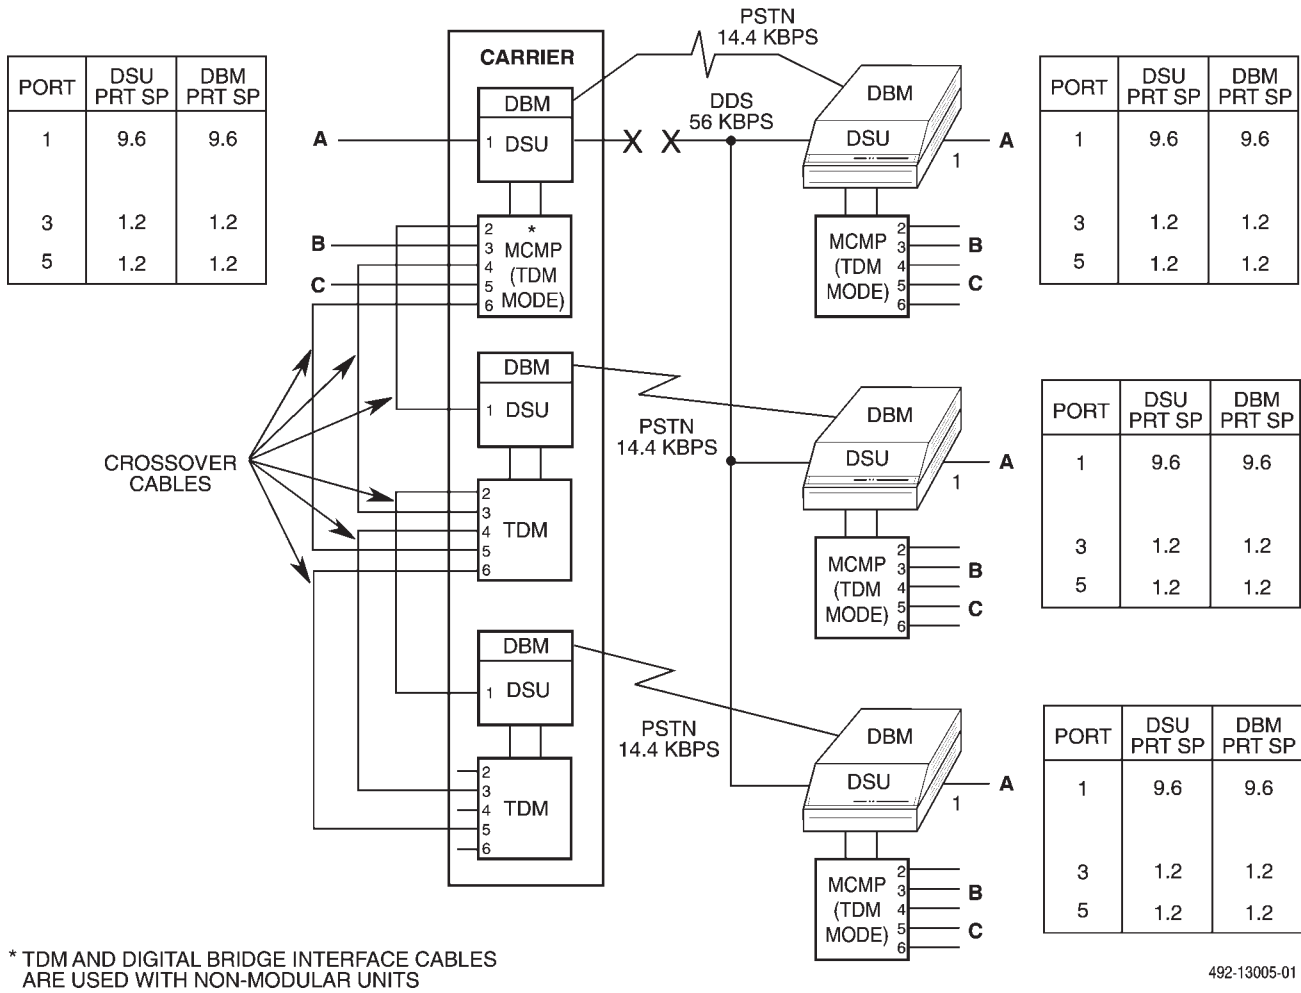 PSTN
14.4 KBPS
CARRIER
PORT
DSU
PRT SP
DBM
PRT SP
1 9.6 9.6
3 1.2 1.2
5 1.2 1.2
A
B
C
DBM
1 DSU
2
3
4
5
6
*
MCMP
(TDM
MODE)
DDS
56 KBPS
DBM
DSU
1
A
MCMP
(TDM
MODE)
2
3
4
5
6
B
C
PORT
DSU
PRT SP
DBM
PRT SP
1 9.6 9.6
3 1.2 1.2
5 1.2 1.2
CROSSOVER
CABLES
DBM
1 DSU
2
3
4
5
6
TDM
PSTN
14.4 KBPS
DBM
DSU
1
A
MCMP
(TDM
MODE)
2
3
4
5
6
B
C
PORT
DSU
PRT SP
DBM
PRT SP
1 9.6 9.6
3 1.2 1.2
5 1.2 1.2
DBM
1 DSU
2
3
4
5
6
TDM
PSTN
14.4 KBPS
DBM
DSU
1
A
MCMP
(TDM
MODE)
2
3
4
5
6
B
C
PORT
DSU
PRT SP
DBM
PRT SP
1 9.6 9.6
3 1.2 1.2
5 1.2 1.2
* TDM AND DIGITAL BRIDGE INTERFACE CABLES
ARE USED WITH NON-MODULAR UNITS
492-13005-01